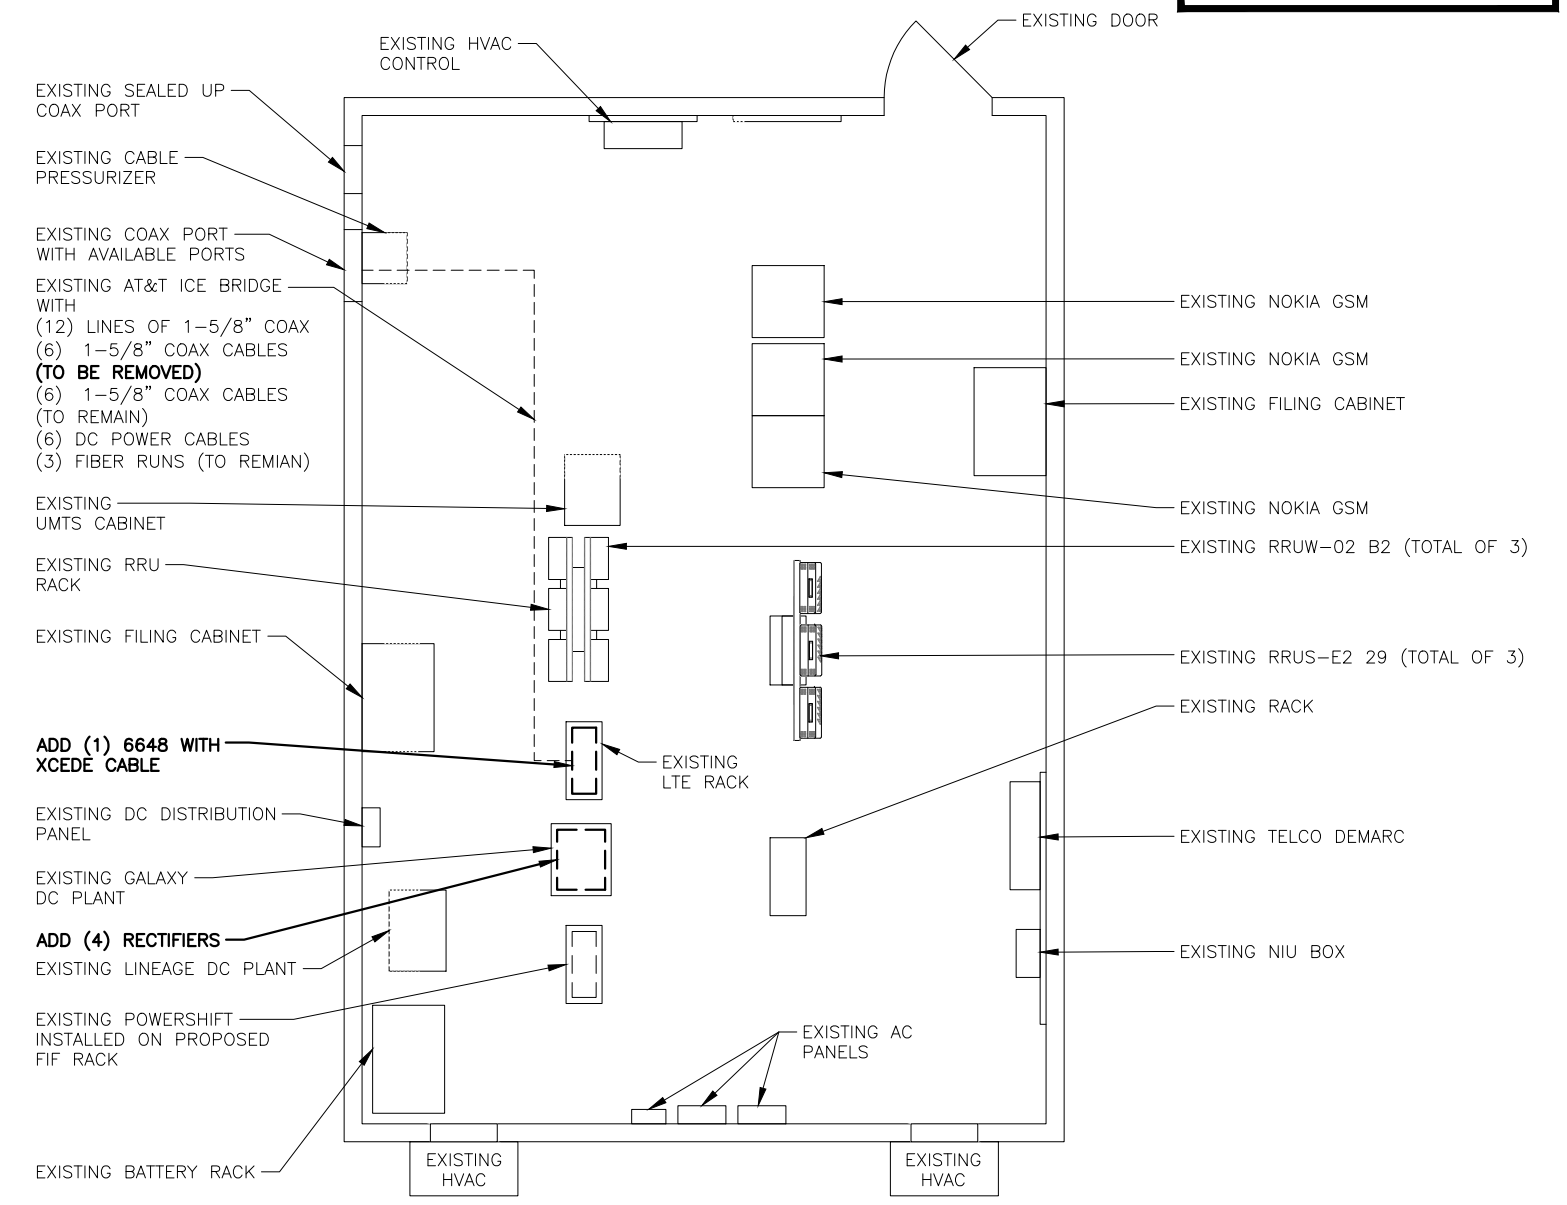 EXISTING DOOR
EXISTING HVAC
CONTROL
EXISTING SEALED UP
COAX PORT
EXISTING CABLE
PRESSURIZER
EXISTING COAX PORT
WITH AVAILABLE PORTS
EXISTING AT&T ICE BRIDGE
WITH
(12) LINES OF 1-5/8" COAX
(6) 1-5/8" COAX CABLES
(TO BE REMOVED)
(6) 1-5/8" COAX CABLES
(TO REMAIN)
(6) DC POWER CABLES
(3) FIBER RUNS (TO REMIAN)
EXISTING
UMTS CABINET
EXISTING RRU
RACK
EXISTING FILING CABINET
ADD (1) 6648 WITH
XCEDE CABLE
EXISTING DC DISTRIBUTION
PANEL
EXISTING GALAXY
DC PLANT
ADD (4) RECTIFIERS
EXISTING LINEAGE DC PLANT
EXISTING POWERSHIFT
INSTALLED ON PROPOSED
FIF RACK
EXISTING BATTERY RACK
EXISTING
LTE RACK
EXISTING AC
PANELS
EXISTING
HVAC
EXISTING
HVAC
EXISTING NOKIA GSM
EXISTING NOKIA GSM
EXISTING FILING CABINET
EXISTING NOKIA GSM
EXISTING RRUW-02 B2 (TOTAL OF 3)
EXISTING RRUS-E2 29 (TOTAL OF 3)
EXISTING RACK
EXISTING TELCO DEMARC
EXISTING NIU BOX